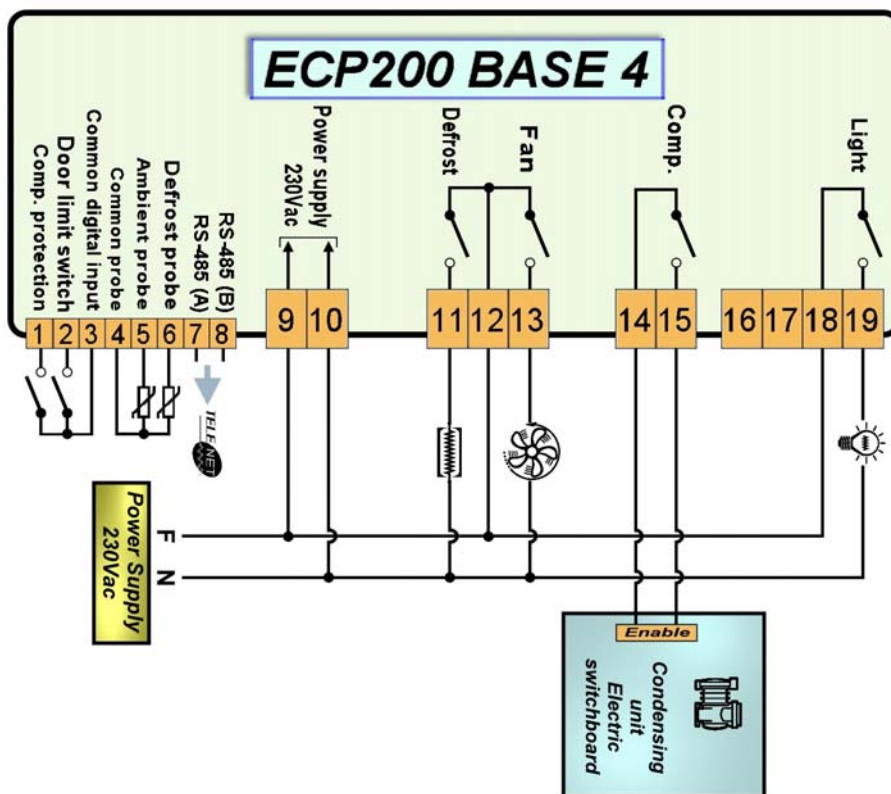 ECP200 BASE 4
Comp. protection
Door limit switch
Common digital input
Common probe
Ambient probe
Defrost probe
RS-485 (A)
RS-485 (B)
Power supply
230Vac
Defrost
Fan
Comp.
Light
1 2 3 4 5 6 7 8
9 10
11 12 13
14 15
16 17 18 19
TELENET
Power Supply
230Vac
F
N
Enable
Condensing
unit
Electric
switchboard